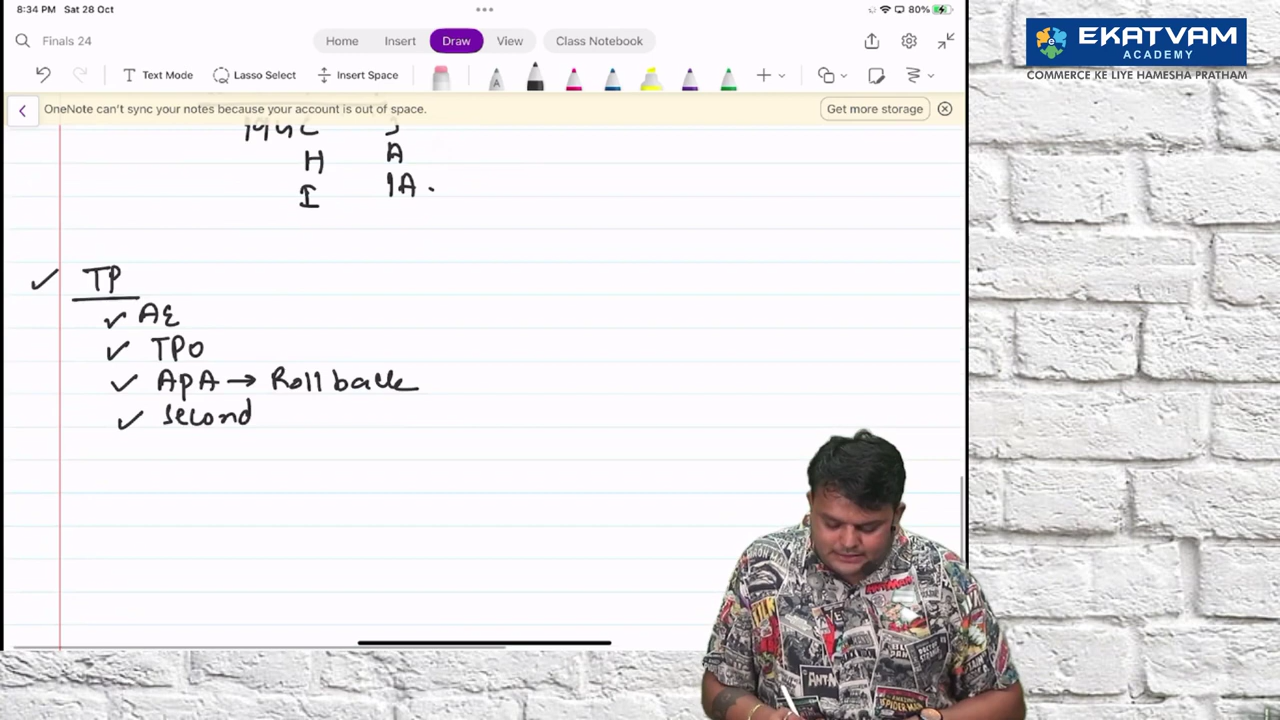 8:34 PM Sat 28 Oct
80%
Finals 24
Home Insert Draw View Class Notebook
Text Mode Lasso Select Insert Space
OneNote can't sync your notes because your account is out of space. Get more storage
H A
I IA.
TP
AE
TPO
APA → Roll back
Second
EKATVAM
ACADEMY
COMMERCE KE LIYE HAMESHA PRATHAM